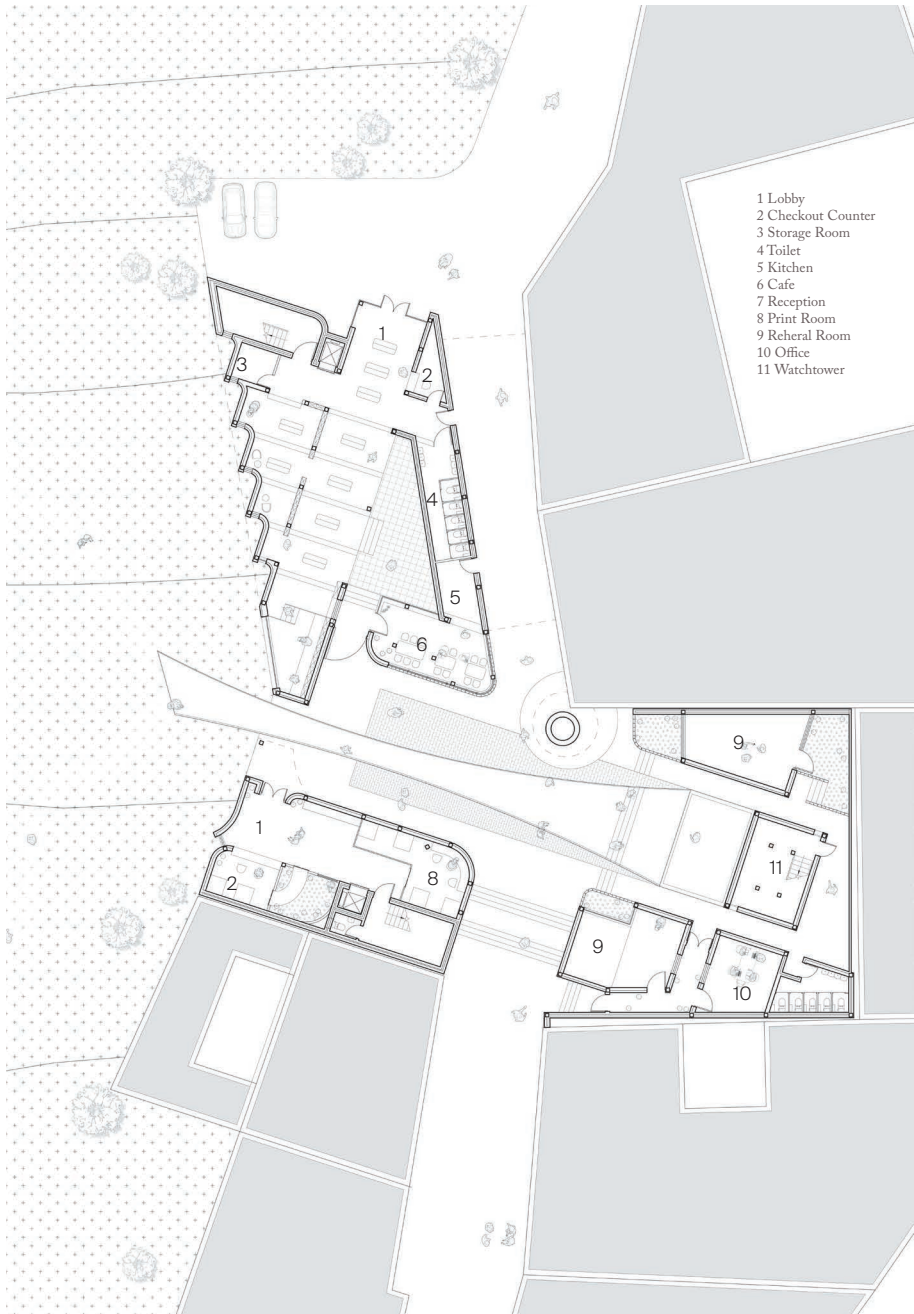 1 Lobby
2 Checkout Counter
3 Storage Room
4 Toilet
5 Kitchen
6 Cafe
7 Reception
8 Print Room
9 Reheral Room
10 Office
11 Watchtower
1
2
3
4
5
6
9
1
11
8
2
9
10